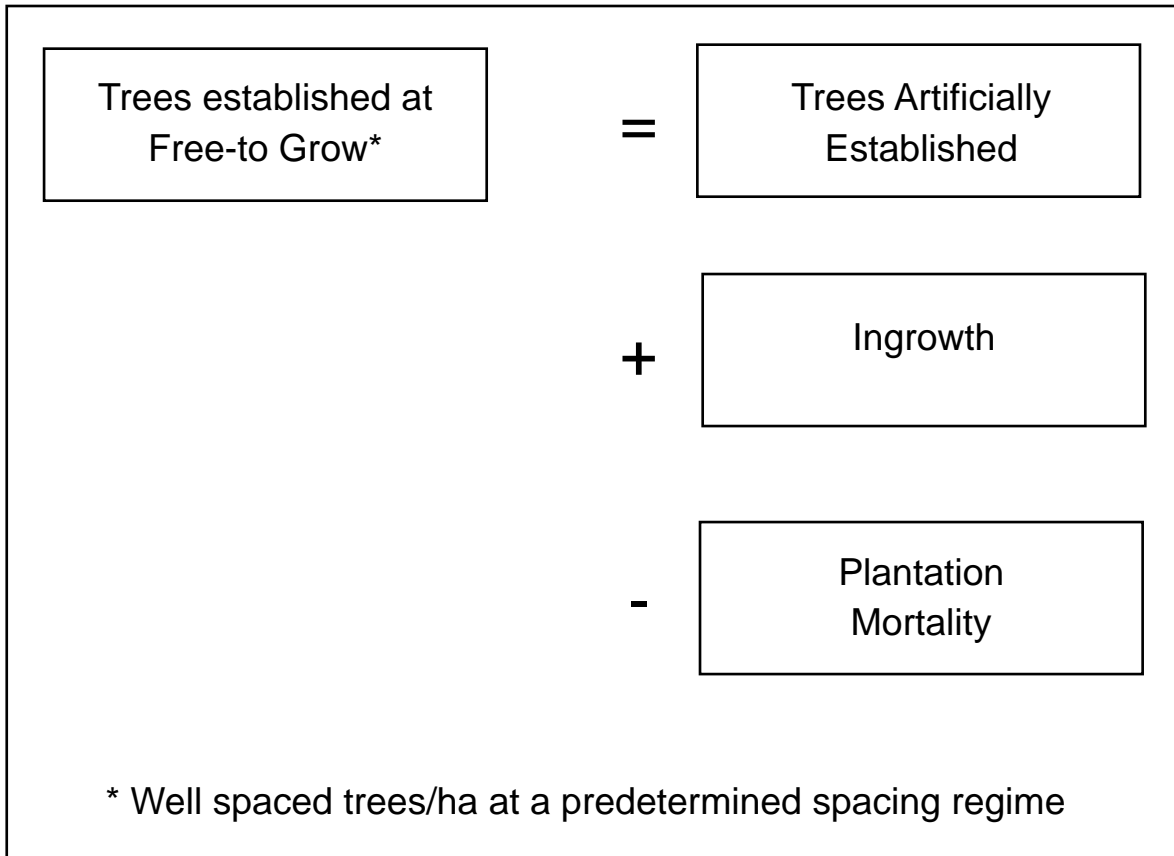 Trees established at
Free-to Grow*
=
Trees Artificially
Established
+
Ingrowth
-
Plantation
Mortality
* Well spaced trees/ha at a predetermined spacing regime